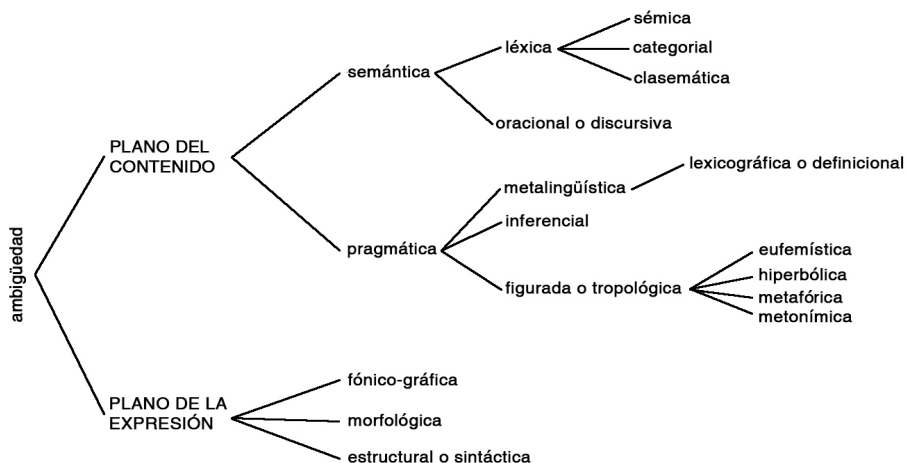 ambigüedad
PLANO DEL
CONTENIDO
semántica
léxica
sémica
categorial
clasemática
oracional o discursiva
pragmática
metalingüística
lexicográfica o definicional
inferencial
figurada o tropológica
eufemística
hiperbólica
metafórica
metonímica
PLANO DE LA
EXPRESIÓN
fónico-gráfica
morfológica
estructural o sintáctica